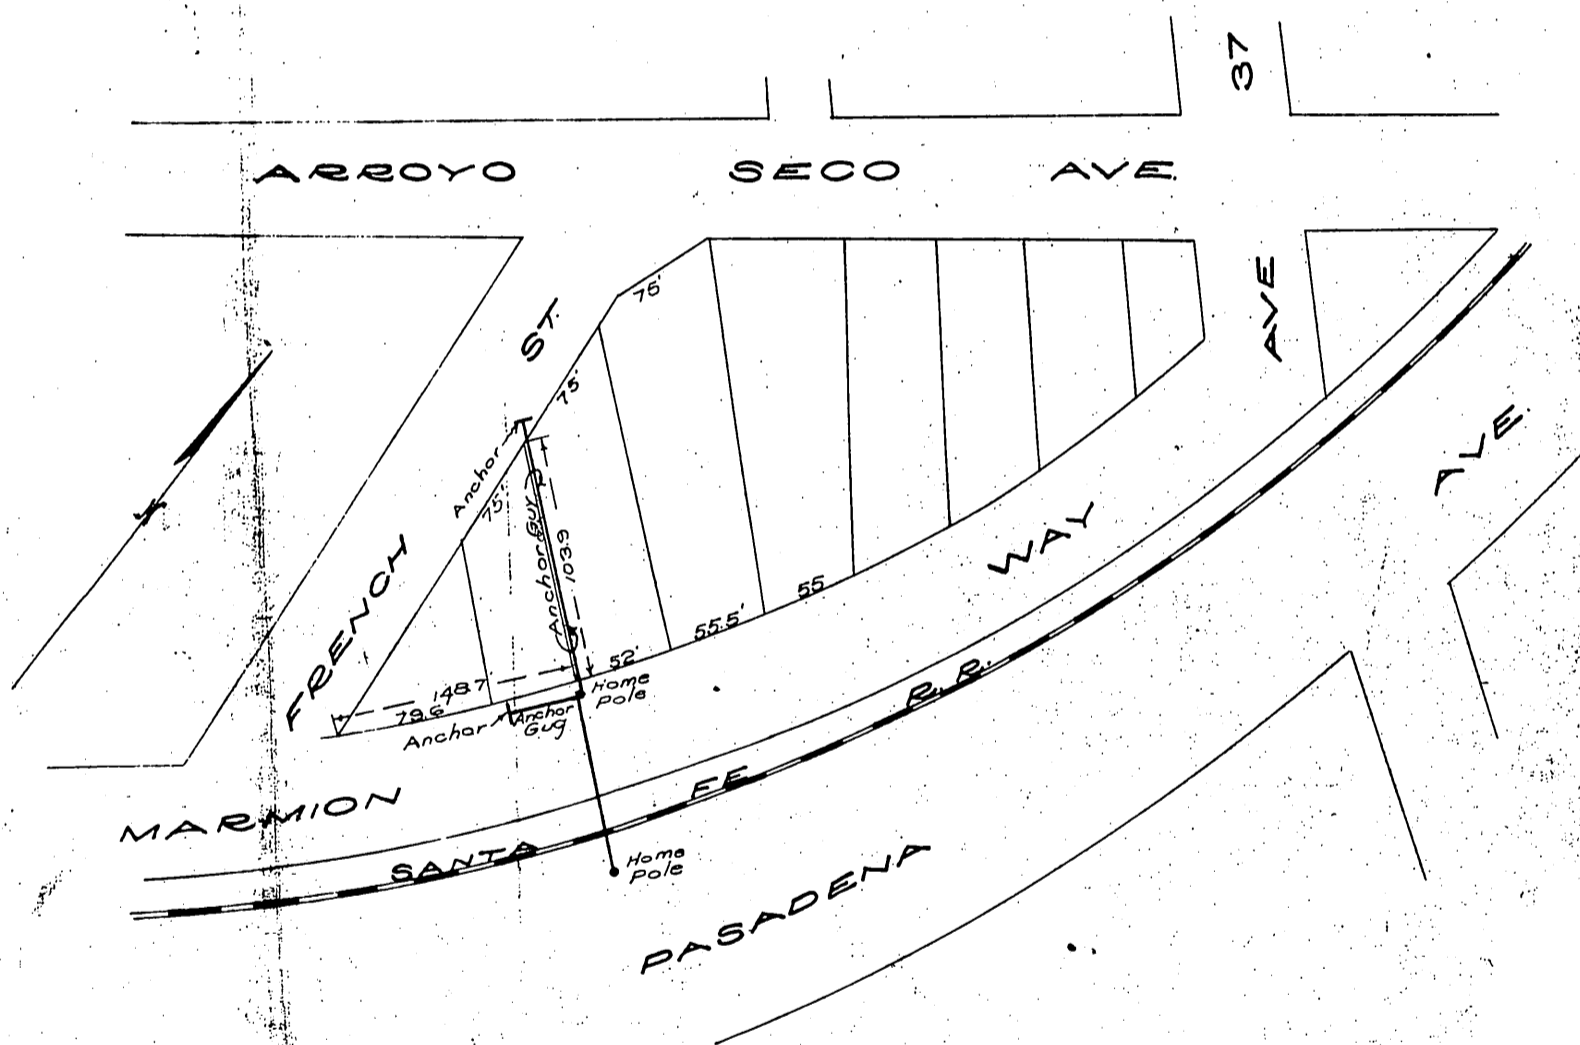 37
ARROYO SECO AVE.
AVE
ST.
75'
75'
Anchor
75'
Anchor Guy
103.9
AVE.
WAY
FRENCH
55
55.5'
52'
148.7
79.6
Home
Pole
Anchor
Anchor
Gug
R. R.
MARMION
FE
SANTA
Home
Pole
PASADENA